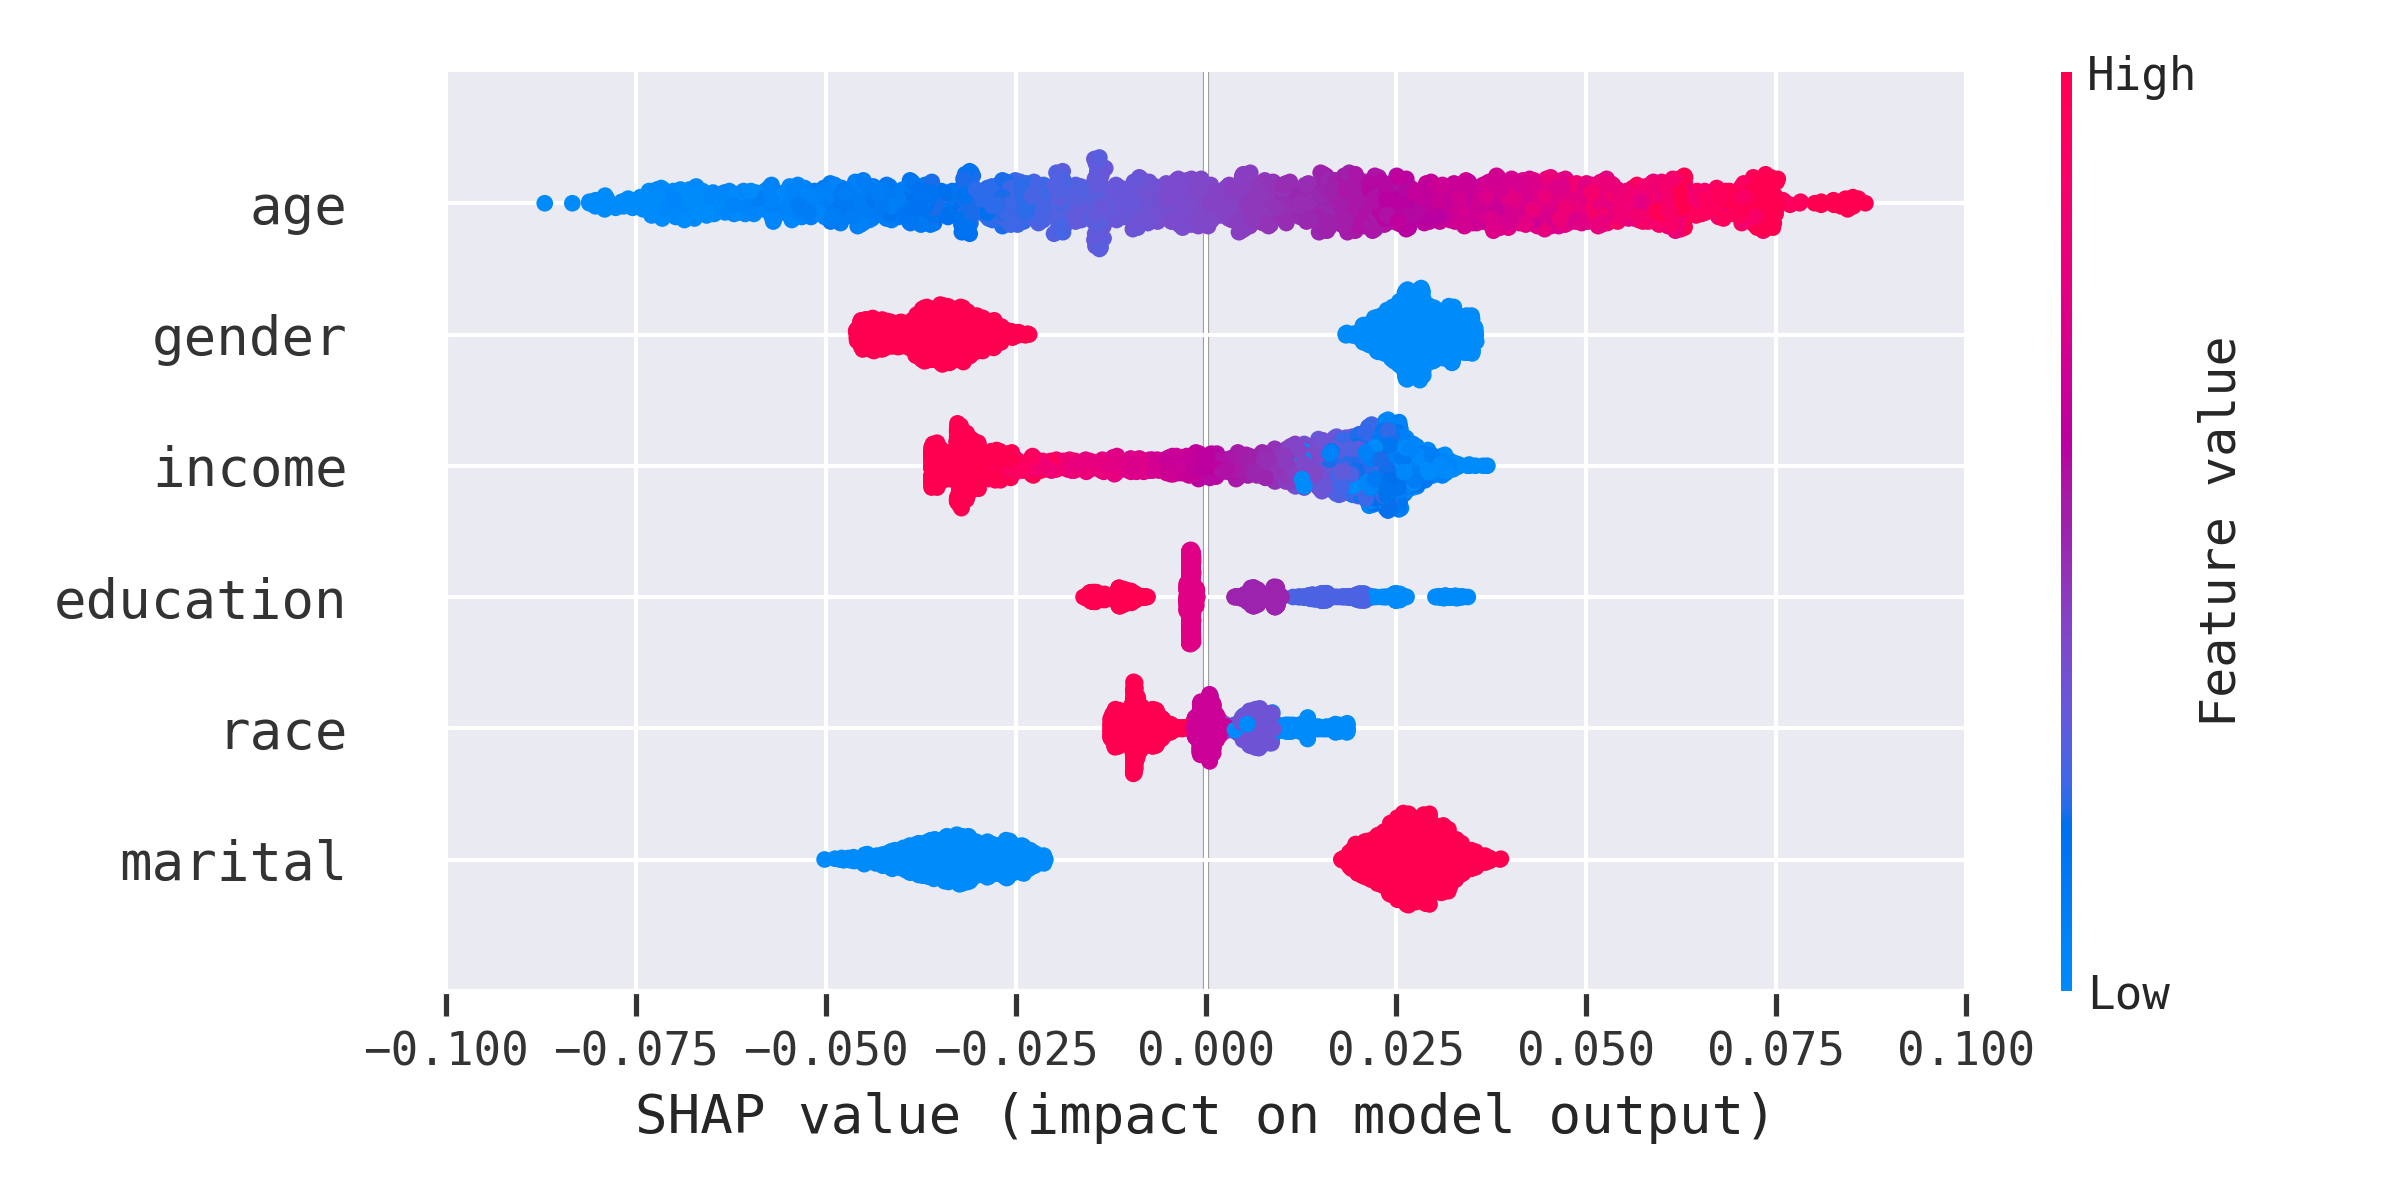 High
age
gender
income
education
race
marital
Feature value
Low
−0.100 −0.075 −0.050 −0.025 0.000 0.025 0.050 0.075 0.100
SHAP value (impact on model output)